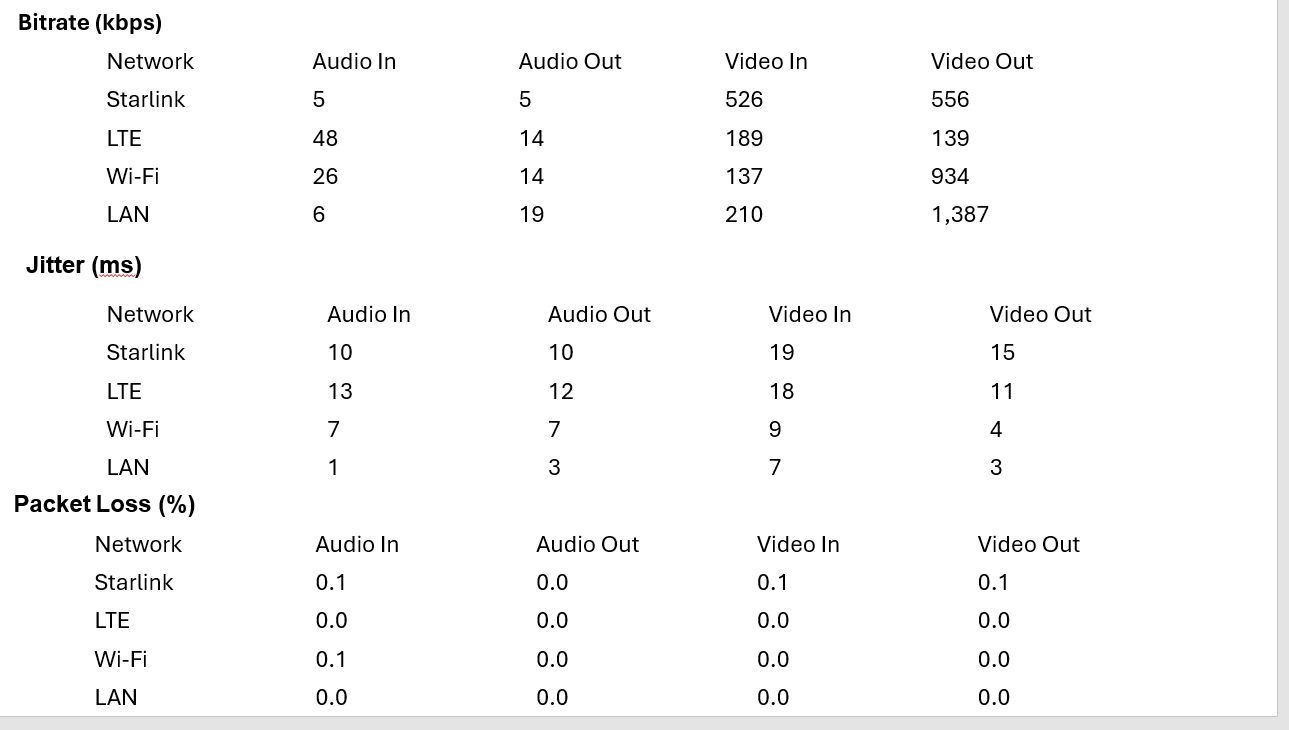 Bitrate (kbps)
Network Audio In Audio Out Video In Video Out
Starlink 5 5 526 556
LTE 48 14 189 139
Wi-Fi 26 14 137 934
LAN 6 19 210 1,387
Jitter (ms)
Network Audio In Audio Out Video In Video Out
Starlink 10 10 19 15
LTE 13 12 18 11
Wi-Fi 7 7 9 4
LAN 1 3 7 3
Packet Loss (%)
Network Audio In Audio Out Video In Video Out
Starlink 0.1 0.0 0.1 0.1
LTE 0.0 0.0 0.0 0.0
Wi-Fi 0.1 0.0 0.0 0.0
LAN 0.0 0.0 0.0 0.0